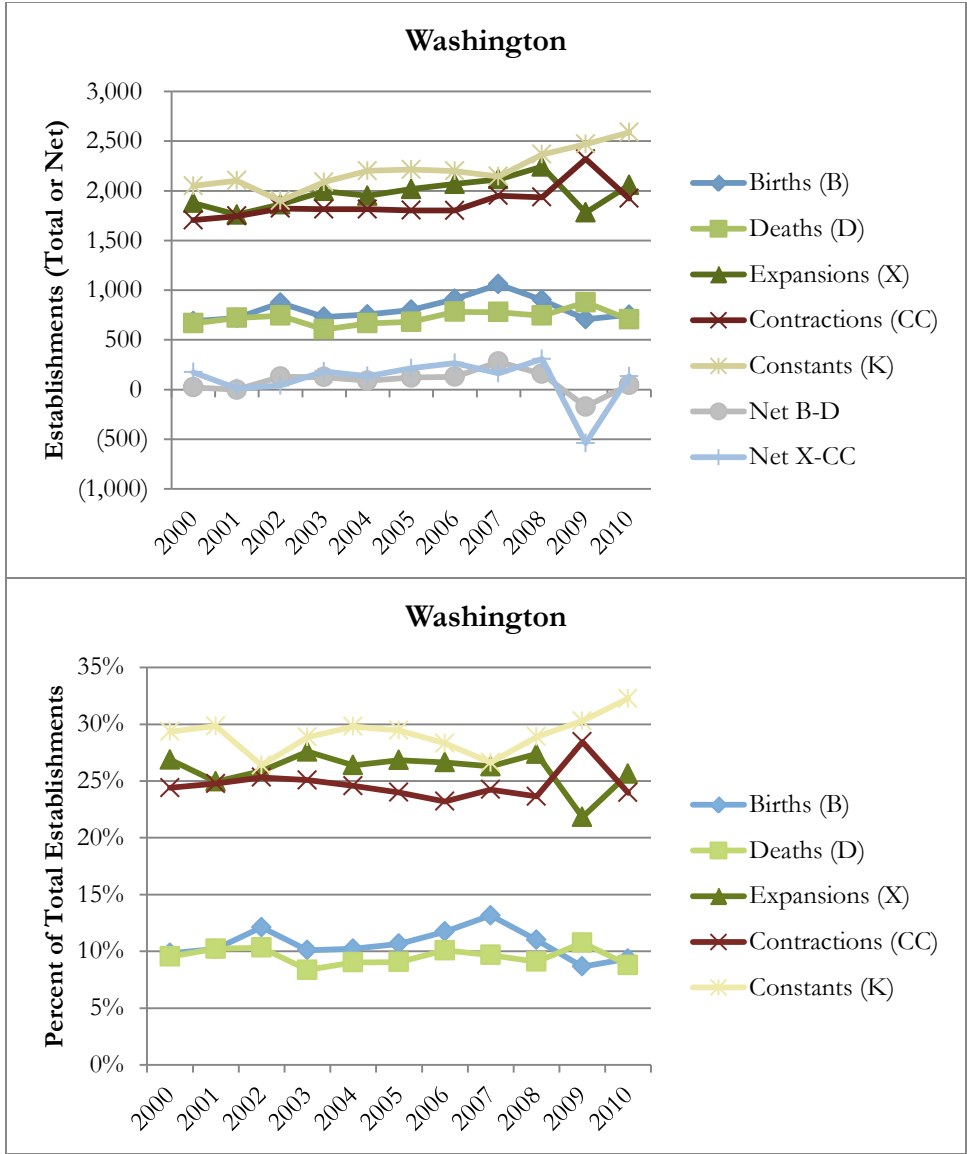 Washington
Establishments (Total or Net)
3,000
2,500
2,000
1,500
1,000
500
0
(500)
(1,000)
2000
2001
2002
2003
2004
2005
2006
2007
2008
2009
2010
Births (B)
Deaths (D)
Expansions (X)
Contractions (CC)
Constants (K)
Net B-D
Net X-CC
Washington
Percent of Total Establishments
35%
30%
25%
20%
15%
10%
5%
0%
2000
2001
2002
2003
2004
2005
2006
2007
2008
2009
2010
Births (B)
Deaths (D)
Expansions (X)
Contractions (CC)
Constants (K)